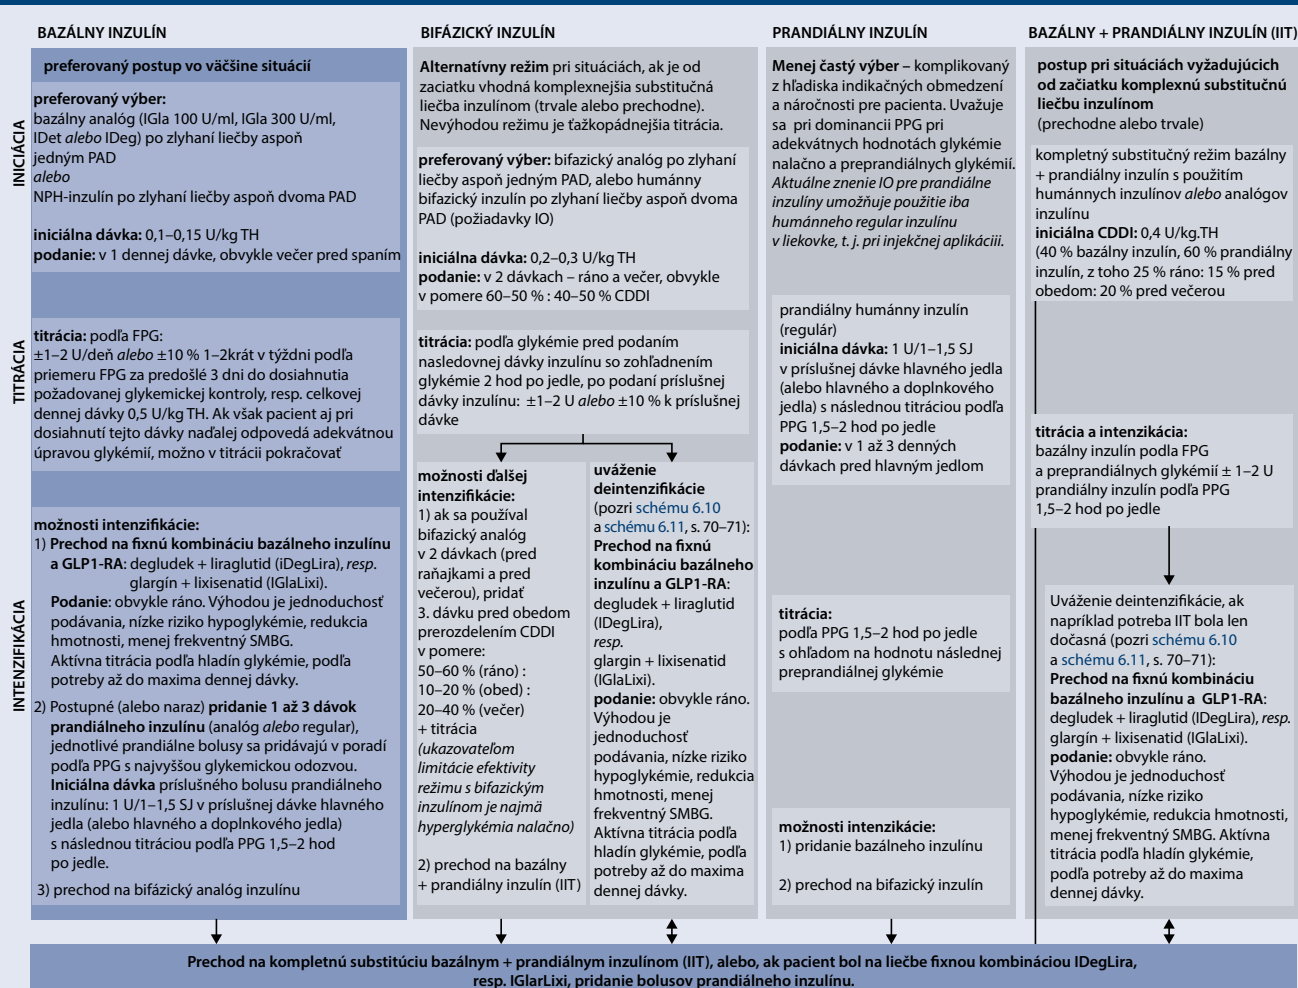 BAZÁLNY INZULÍN
BIFÁZICKÝ INZULÍN
PRANDIÁLNY INZULÍN
BAZÁLNY + PRANDIÁLNY INZULÍN (IIT)
INICIÁCIA
TITRÁCIA
INTENZIFIKÁCIA
preferovaný postup vo väčšine situácií
preferovaný výber:
bazálny analóg (IGla 100 U/ml, IGla 300 U/ml,
IDet alebo IDeg) po zlyhaní liečby aspoň
jedným PAD
alebo
NPH-inzulín po zlyhaní liečby aspoň dvoma PAD
iniciálna dávka: 0,1–0,15 U/kg TH
podanie: v 1 dennej dávke, obvykle večer pred spaním
titrácia: podľa FPG:
±1–2 U/deň alebo ±10 % 1–2krát v týždni podľa
priemeru FPG za predošlé 3 dni do dosiahnutia
požadovanej glykemickej kontroly, resp. celkovej
dennej dávky 0,5 U/kg TH. Ak však pacient aj pri
dosiahnutí tejto dávky naďalej odpovedá adekvátnou
úpravou glykémií, možno v titrácii pokračovať
možnosti intenzifikácie:
1) Prechod na fixnú kombináciu bazálneho inzulínu
a GLP1-RA: degludek + liraglutid (iDegLira), resp.
glargín + lixisenatid (IGlaLixi).
Podanie: obvykle ráno. Výhodou je jednoduchosť
podávania, nízke riziko hypoglykémie, redukcia
hmotnosti, menej frekventný SMBG.
Aktívna titrácia podľa hladín glykémie, podľa
potreby až do maxima dennej dávky.
2) Postupné (alebo naraz) pridanie 1 až 3 dávok
prandiálneho inzulínu (analóg alebo regular),
jednotlivé prandiálne bolusy sa pridávajú v poradí
podľa PPG s najvyššou glykemickou odozvou.
Iniciálna dávka príslušného bolusu prandiálneho
inzulínu: 1 U/1–1,5 SJ v príslušnej dávke hlavného
jedla (alebo hlavného a doplnkového jedla)
s následnou titráciou podľa PPG 1,5–2 hod
po jedle.
3) prechod na bifázický analóg inzulínu
Alternatívny režim pri situáciách, ak je od
zaciatku vhodná komplexnejšia substitučná
liečba inzulínom (trvale alebo prechodne).
Nevýhodou režimu je ťažkopádnejšia titrácia.
preferovaný výber: bifazický analóg po zlyhaní
liečby aspoň jedným PAD, alebo humánny
bifazický inzulín po zlyhaní liečby aspoň dvoma
PAD (požiadavky IO)
iniciálna dávka: 0,2–0,3 U/kg TH
podanie: v 2 dávkach – ráno a večer, obvykle
v pomere 60–50 % : 40–50 % CDDI
titrácia: podľa glykémie pred podaním
nasledovnej dávky inzulínu so zohľadnením
glykémie 2 hod po jedle, po podaní príslušnej
dávky inzulínu: ±1–2 U alebo ±10 % k príslušnej
dávke
možnosti ďalšej
intenzifikácie:
1) ak sa používal
bifazický analóg
v 2 dávkach (pred
raňajkami a pred
večerou), pridať
3. dávku pred obedom
prerozdelením CDDI
v pomere:
50–60 % (ráno) :
10–20 % (obed) :
20–40 % (večer)
+ titrácia
(ukazovateľom
limitácie efektivity
režimu s bifazickým
inzulínom je najmä
hyperglykémia nalačno)
2) prechod na bazálny
+ prandiálny inzulín (IIT)
uváženie
deintenzifikácie
(pozri schému 6.10
a schému 6.11, s. 70–71):
Prechod na fixnú
kombináciu bazálneho
inzulínu a GLP1-RA:
degludek + liraglutid
(IDegLira),
resp.
glargin + lixisenatid
(IGlaLixi).
podanie: obvykle ráno.
Výhodou je
jednoduchosť
podávania, nízke riziko
hypoglykémie, redukcia
hmotnosti, menej
frekventný SMBG.
Aktívna titrácia podľa
hladín glykémie, podľa
potreby až do maxima
dennej dávky.
Menej častý výber – komplikovaný
z hľadiska indikačných obmedzení
a náročnosti pre pacienta. Uvažuje
sa pri dominancii PPG pri
adekvátnych hodnotách glykémie
nalačno a preprandiálnych glykémií.
Aktuálne znenie IO pre prandiálne
inzulíny umožňuje použitie iba
humánneho regular inzulínu
v liekovke, t. j. pri injekčnej aplikáciii.
prandiálny humánny inzulín
(regulár)
iniciálna dávka: 1 U/1–1,5 SJ
v príslušnej dávke hlavného jedla
(alebo hlavného a doplnkového
jedla) s následnou titráciou podľa
PPG 1,5–2 hod po jedle
podanie: v 1 až 3 denných
dávkach pred hlavným jedlom
titrácia:
podľa PPG 1,5–2 hod po jedle
s ohľadom na hodnotu následnej
preprandiálnej glykémie
možnosti intenzikácie:
1) pridanie bazálneho inzulínu
2) prechod na bifazický inzulín
postup pri situáciách vyžadujúcich
od začiatku komplexnú substitučnú
liečbu inzulínom
(prechodne alebo trvale)
kompletný substitučný režim bazálny
+ prandiálny inzulín s použitím
humánnych inzulínov alebo analógov
inzulínu
iniciálna CDDI: 0,4 U/kg.TH
(40 % bazálny inzulín, 60 % prandiálny
inzulín, z toho 25 % ráno: 15 % pred
obedom: 20 % pred večerou
titrácia a intenzikácia:
bazálny inzulín podla FPG
a preprandiálnych glykémií ± 1–2 U
prandiálny inzulín podľa PPG
1,5–2 hod po jedle
Uváženie deintenzifikácie, ak
napríklad potreba IIT bola len
dočasná (pozri schému 6.10
a schému 6.11, s. 70–71):
Prechod na fixnú kombináciu
bazálneho inzulínu a GLP1-RA:
degludek + liraglutid (IDegLira), resp.
glargín + lixisenatid (IGlaLixi).
podanie: obvykle ráno.
Výhodou je jednoduchosť
podávania, nízke riziko
hypoglykémie, redukcia hmotnosti,
menej frekventný SMBG. Aktívna
titrácia podľa hladín glykémie,
podľa potreby až do maxima
dennej dávky.
Prechod na kompletnú substitúciu bazálnym + prandiálnym inzulínom (IIT), alebo, ak pacient bol na liečbe fixnou kombináciou IDegLira,
resp. IGlarLixi, pridanie bolusov prandiálneho inzulínu.